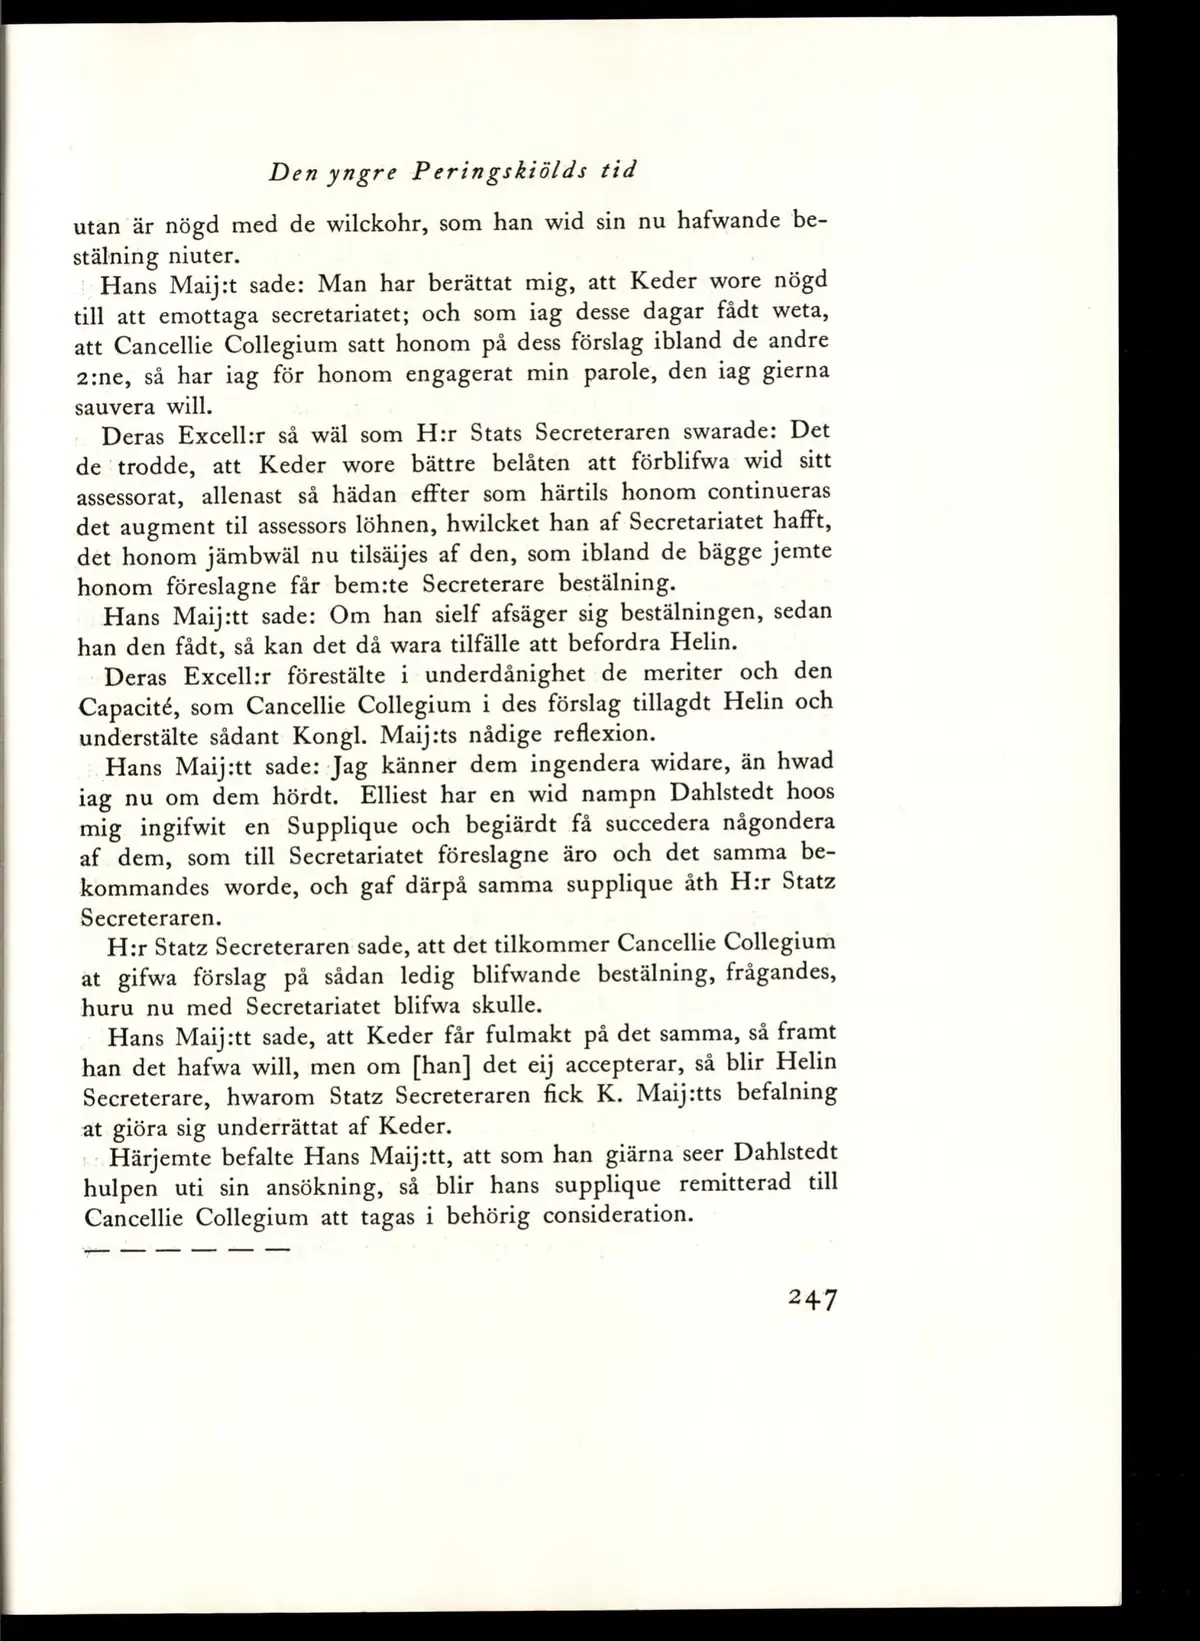 Den yngre Peringskiölds tid
utan är nögd med de wilckohr, som han wid sin nu hafwande be-
stälning niuter.
Hans Maij:t sade: Man har berättat mig, att Keder wore nögd
till att emottaga secretariatet; och som iag desse dagar fådt weta,
att Cancellie Collegium satt honom på dess förslag ibland de andre
2:ne, så har iag för honom engagerat min parole, den iag gierna
sauvera will.
Deras Excell:r så wäl som H:r Stats Secreteraren swarade: Det
de trodde, att Keder wore bättre belåten att förblifwa wid sitt
assessorat, allenast så hädan effter som härtils honom continueras
det augment til assessors löhnen, hwilcket han af Secretariatet hafft,
det honom jämbwäl nu tilsäijes af den, som ibland de bägge jemte
honom föreslagne får bem:te Secreterare bestälning.
Hans Maij:tt sade: Om han sielf afsäger sig bestälningen, sedan
han den fådt, så kan det då wara tilfälle att befordra Helin.
Deras Excell:r förestälte i underdånighet de meriter och den
Capacité, som Cancellie Collegium i des förslag tillagdt Helin och
understälte sådant Kongl. Maij:ts nådige reflexion.
Hans Maij:tt sade: Jag känner dem ingendera widare, än hwad
iag nu om dem hördt. Elliest har en wid nampn Dahlstedt hoos
mig ingifwit en Supplique och begiärdt få succedera någondera
af dem, som till Secretariatet föreslagne äro och det samma be-
kommandes worde, och gaf därpå samma supplique åth H:r Statz
Secreteraren.
H:r Statz Secreteraren sade, att det tilkommer Cancellie Collegium
at gifwa förslag på sådan ledig blifwande bestälning, frågandes,
huru nu med Secretariatet blifwa skulle.
Hans Maij:tt sade, att Keder får fulmakt på det samma, så framt
han det hafwa will, men om [han] det eij accepterar, så blir Helin
Secreterare, hwarom Statz Secreteraren fick K. Maij:tts befalning
at giöra sig underrättat af Keder.
Härjemte befalte Hans Maij:tt, att som han giärna seer Dahlstedt
hulpen uti sin ansökning, så blir hans supplique remitterad till
Cancellie Collegium att tagas i behörig consideration.
— — — — — —
247